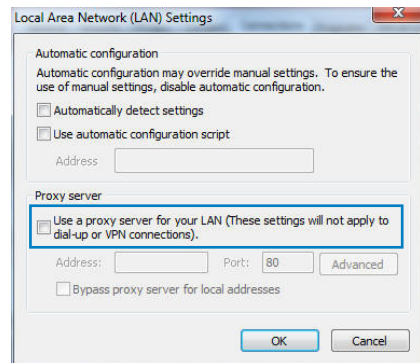 Local Area Network (LAN) Settings
Automatic configuration
Automatic configuration may override manual settings. To ensure the
use of manual settings, disable automatic configuration.
Automatically detect settings
Use automatic configuration script
Address
Proxy server
Use a proxy server for your LAN (These settings will not apply to
dial-up or VPN connections).
Address: Port: 80 Advanced
Bypass proxy server for local addresses
OK Cancel